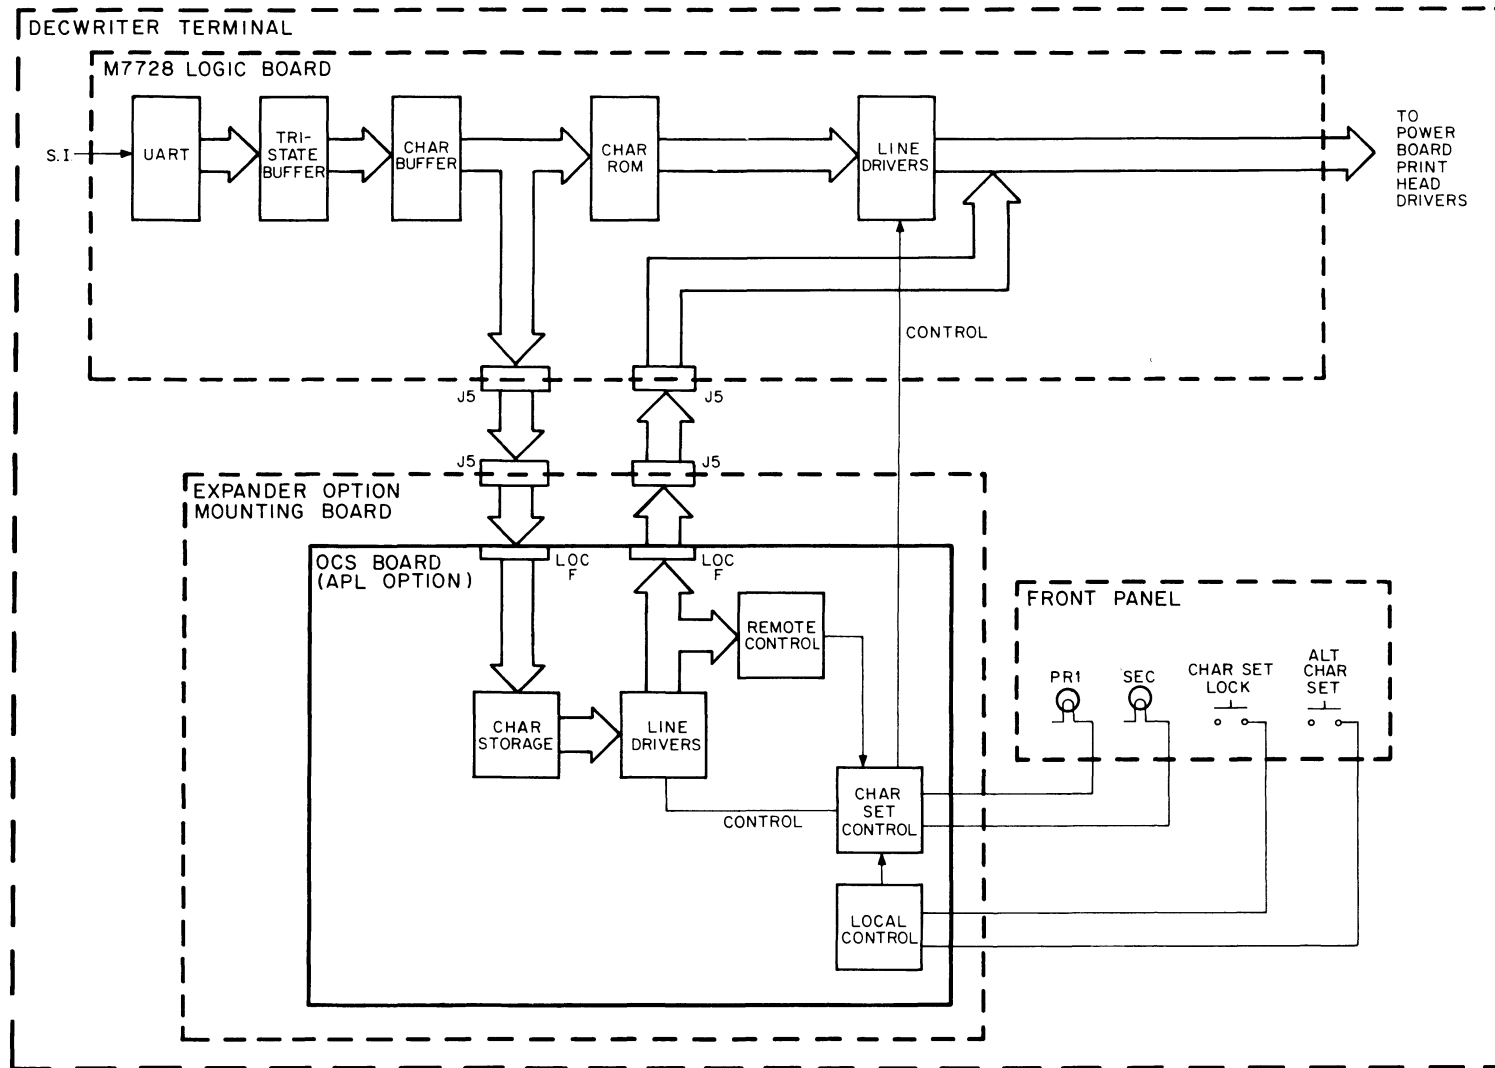 DECWRITER TERMINAL
M7728 LOGIC BOARD
S.I.
UART
TRI-
STATE
BUFFER
CHAR
BUFFER
CHAR
ROM
LINE
DRIVERS
TO
POWER
BOARD
PRINT
HEAD
DRIVERS
CONTROL
J5
J5
J5
J5
EXPANDER OPTION
MOUNTING BOARD
OCS BOARD
(APL OPTION)
LOC
F
LOC
F
REMOTE
CONTROL
CHAR
STORAGE
LINE
DRIVERS
CONTROL
CHAR
SET
CONTROL
LOCAL
CONTROL
FRONT PANEL
PR1
SEC
CHAR SET
LOCK
ALT
CHAR
SET